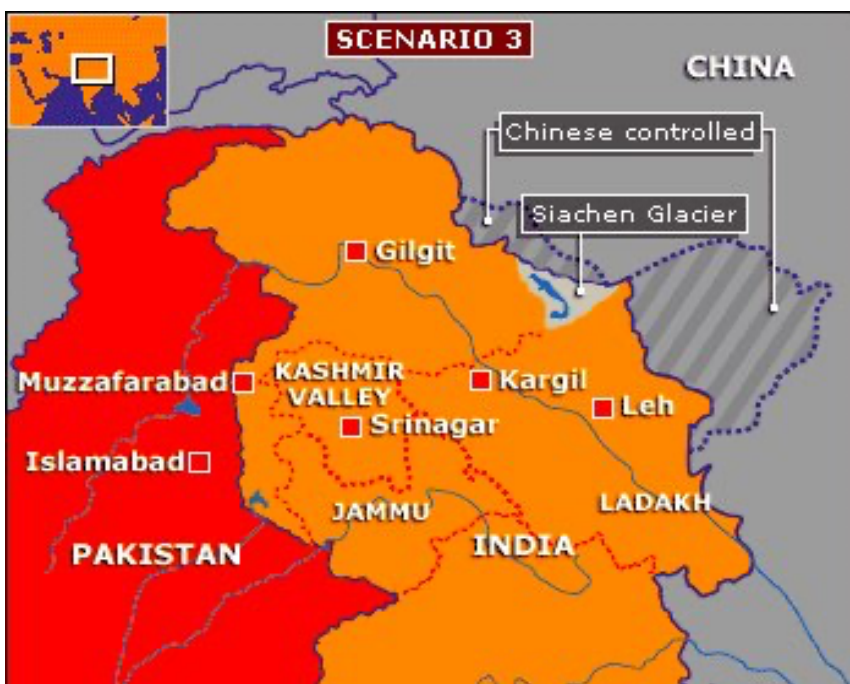 SCENARIO 3
CHINA
Chinese controlled
Siachen Glacier
Gilgit
Muzzafarabad
KASHMIR
VALLEY
Kargil
Leh
Srinagar
Islamabad
JAMMU
LADAKH
PAKISTAN
INDIA